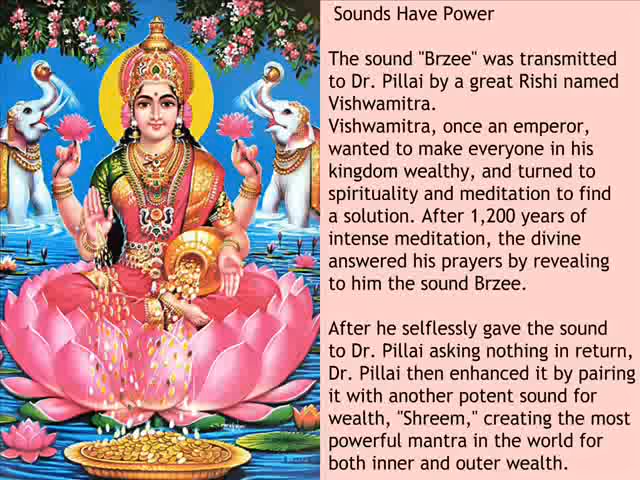 Sounds Have Power
The sound "Brzee" was transmitted
to Dr. Pillai by a great Rishi named
Vishwamitra.
Vishwamitra, once an emperor,
wanted to make everyone in his
kingdom wealthy, and turned to
spirituality and meditation to find
a solution. After 1,200 years of
intense meditation, the divine
answered his prayers by revealing
to him the sound Brzee.
After he selflessly gave the sound
to Dr. Pillai asking nothing in return,
Dr. Pillai then enhanced it by pairing
it with another potent sound for
wealth, "Shreem," creating the most
powerful mantra in the world for
both inner and outer wealth.